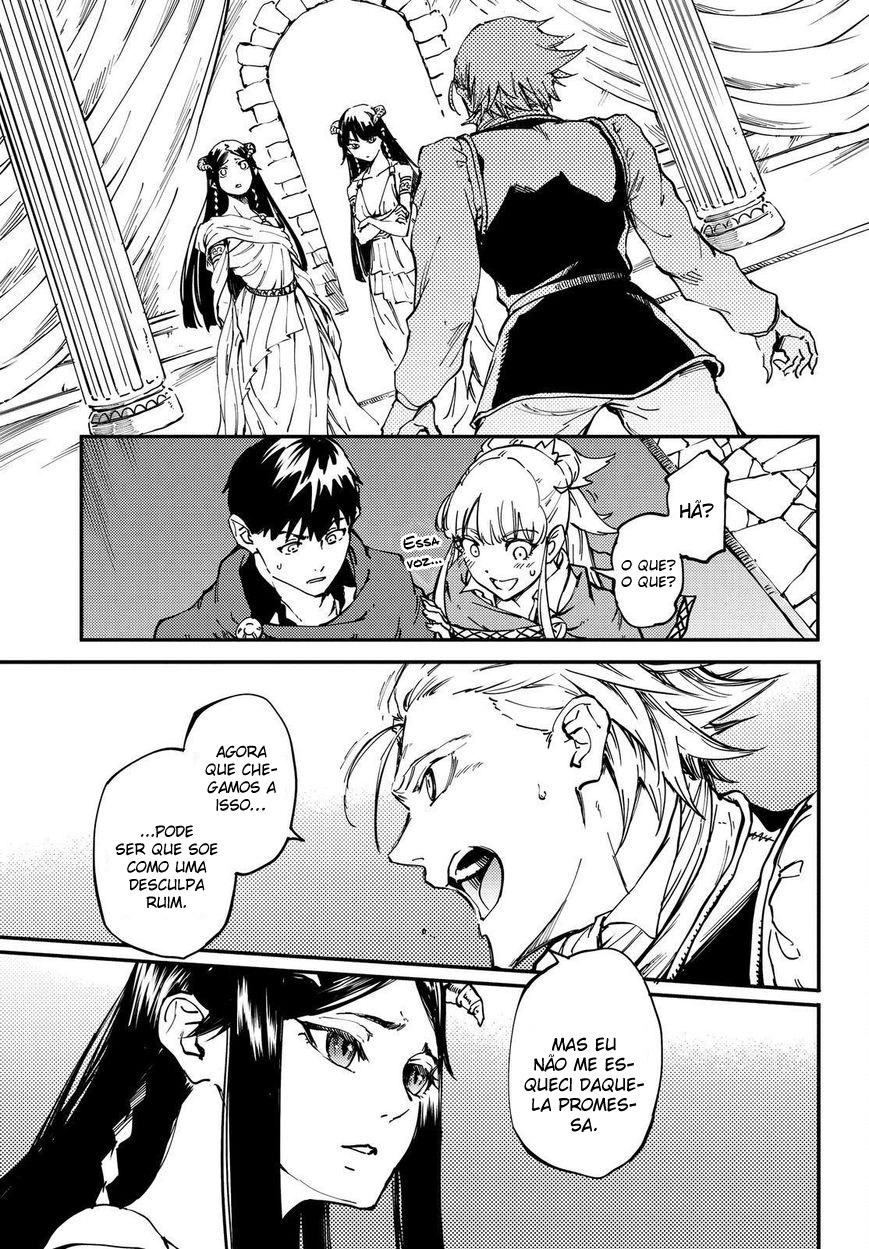 HÃ?
O QUE?
O QUE?
ESSA
VOZ...
AGORA
QUE CHE-
GAMOS A
ISSO...
...PODE
SER QUE SOE
COMO UMA
DESCULPA
RUIM.
MAS EU
NÃO ME ES-
QUECI DAQUE-
LA PROMES-
SA.